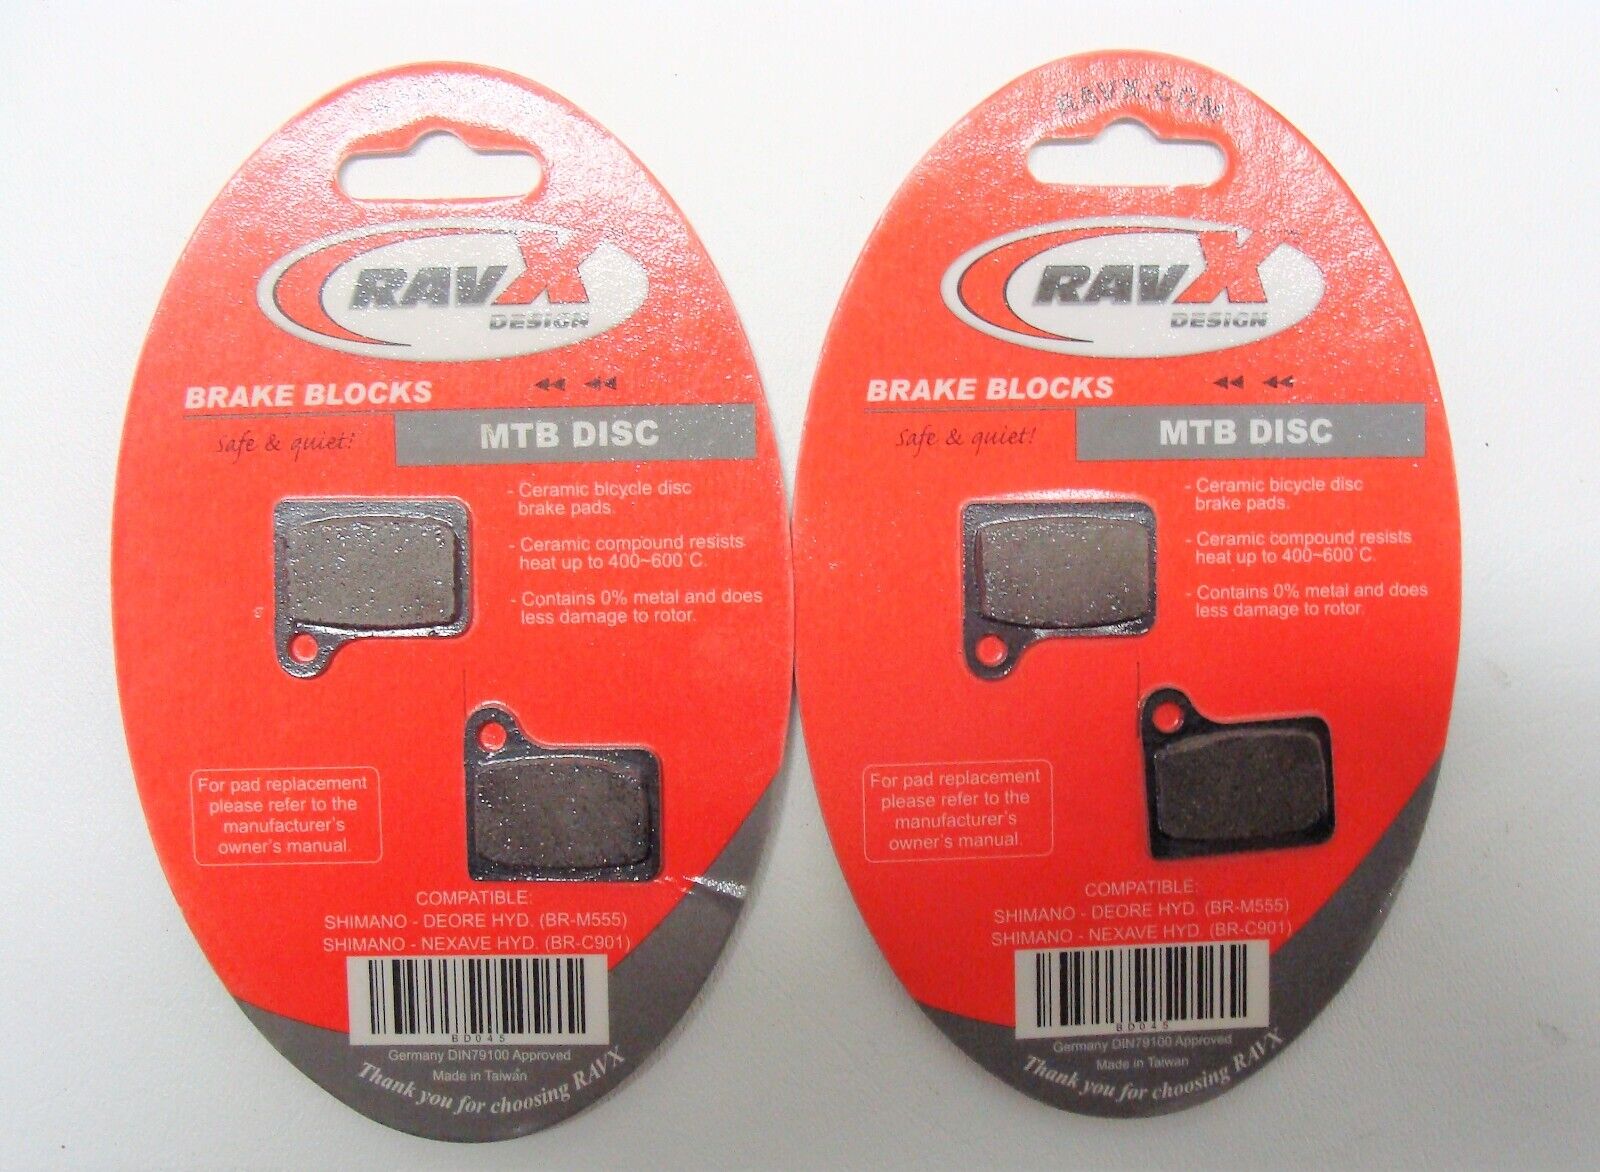 RAVX
DESIGN
BRAKE BLOCKS
Safe & quiet!
MTB DISC
- Ceramic bicycle disc
brake pads.
- Ceramic compound resists
heat up to 400~600°C.
- Contains 0% metal and does
less damage to rotor.
For pad replacement
please refer to the
manufacturer's
owner's manual.
COMPATIBLE:
SHIMANO - DEORE HYD. (BR-M555)
SHIMANO - NEXAVE HYD. (BR-C901)
BD045
Germany DIN79100 Approved
Made in Taiwan
Thank you for choosing RAVX
RAVX.COM
RAVX
DESIGN
BRAKE BLOCKS
Safe & quiet!
MTB DISC
- Ceramic bicycle disc
brake pads.
- Ceramic compound resists
heat up to 400~600°C.
- Contains 0% metal and does
less damage to rotor.
For pad replacement
please refer to the
manufacturer's
owner's manual.
COMPATIBLE:
SHIMANO - DEORE HYD. (BR-M555)
SHIMANO - NEXAVE HYD. (BR-C901)
BD045
Germany DIN79100 Approved
Made in Taiwan
Thank you for choosing RAVX